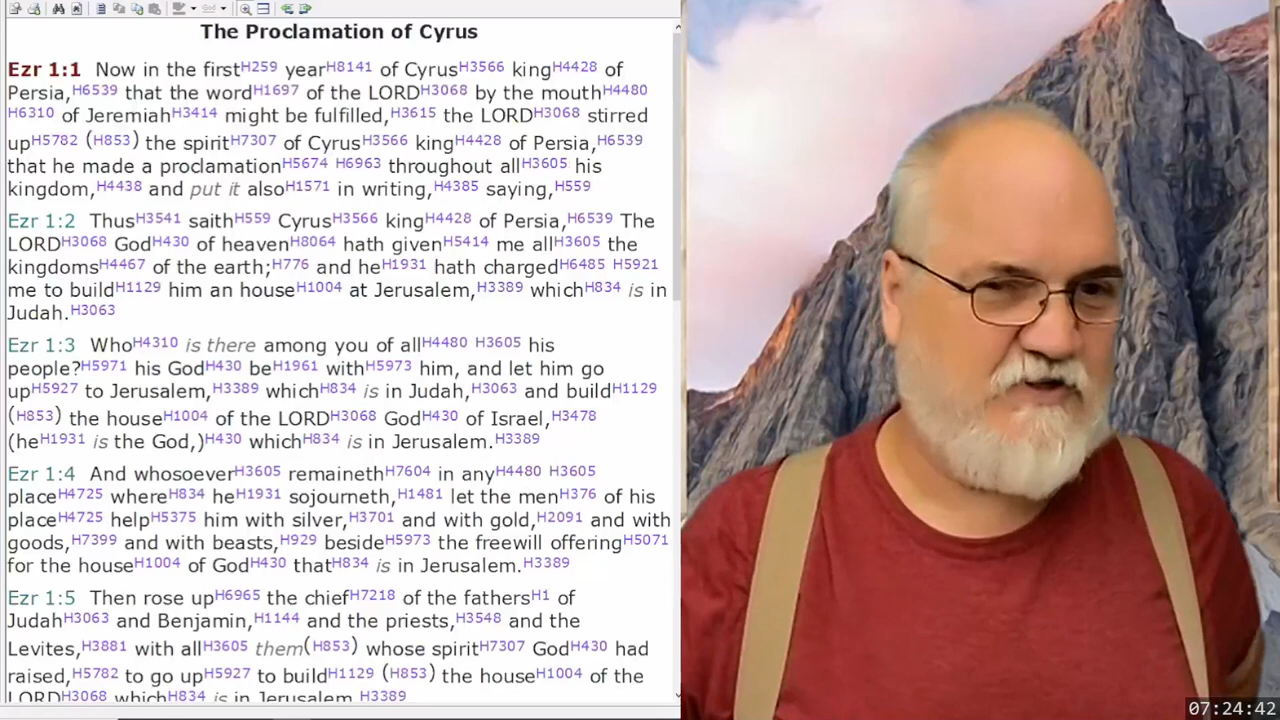 The Proclamation of Cyrus
Ezr 1:1 Now in the firstH259 yearH8141 of CyrusH3566 kingH4428 of
Persia,H6539 that the wordH1697 of the LORDH3068 by the mouthH4480
H6310 of JeremiahH3414 might be fulfilled,H3615 the LORDH3068 stirred
upH5782 (H853) the spiritH7307 of CyrusH3566 kingH4428 of Persia,H6539
that he made a proclamationH5674 H6963 throughout allH3605 his
kingdom,H4438 and put it alsoH1571 in writing,H4385 saying,H559
Ezr 1:2 ThusH3541 saithH559 CyrusH3566 kingH4428 of Persia,H6539 The
LORDH3068 GodH430 of heavenH8064 hath givenH5414 me allH3605 the
kingdomsH4467 of the earth;H776 and heH1931 hath chargedH6485 H5921
me to buildH1129 him an houseH1004 at Jerusalem,H3389 whichH834 is in
Judah.H3063
Ezr 1:3 WhoH4310 is there among you of allH4480 H3605 his
people?H5971 his GodH430 beH1961 withH5973 him, and let him go
upH5927 to Jerusalem,H3389 whichH834 is in Judah,H3063 and buildH1129
(H853) the houseH1004 of the LORDH3068 GodH430 of Israel,H3478
(heH1931 is the God,)H430 whichH834 is in Jerusalem.H3389
Ezr 1:4 And whosoeverH3605 remainethH7604 in anyH4480 H3605
placeH4725 whereH834 heH1931 sojourneth,H1481 let the menH376 of his
placeH4725 helpH5375 him with silver,H3701 and with gold,H2091 and with
goods,H7399 and with beasts,H929 besideH5973 the freewill offeringH5071
for the houseH1004 of GodH430 thatH834 is in Jerusalem.H3389
Ezr 1:5 Then rose upH6965 the chiefH7218 of the fathersH1 of
JudahH3063 and Benjamin,H1144 and the priests,H3548 and the
Levites,H3881 with allH3605 them(H853) whose spiritH7307 GodH430 had
raised,H5782 to go upH5927 to buildH1129 (H853) the houseH1004 of the
LORDH3068 whichH834 is in Jerusalem.H3389
07:24:42